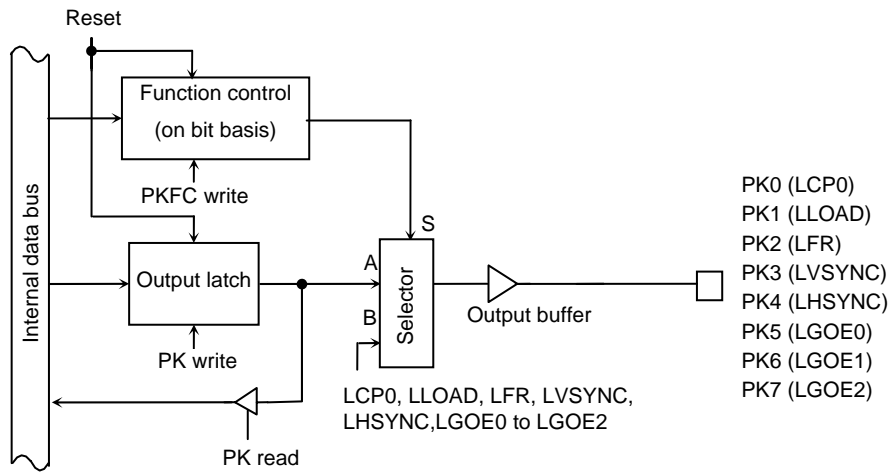 Reset
Function control
(on bit basis)
PKFC write
Internal data bus
Output latch
PK write
PK read
S
A
B
Selector
Output buffer
LCP0, LLOAD, LFR, LVSYNC,
LHSYNC,LGOE0 to LGOE2
PK0 (LCP0)
PK1 (LLOAD)
PK2 (LFR)
PK3 (LVSYNC)
PK4 (LHSYNC)
PK5 (LGOE0)
PK6 (LGOE1)
PK7 (LGOE2)